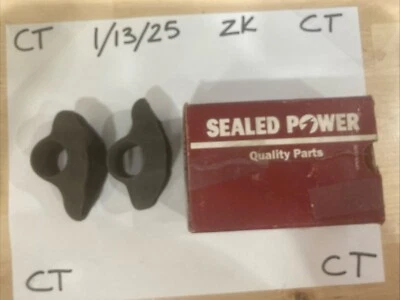 CT 1/13/25 ZK CT
SEALED POWER
Quality Parts
CT CT